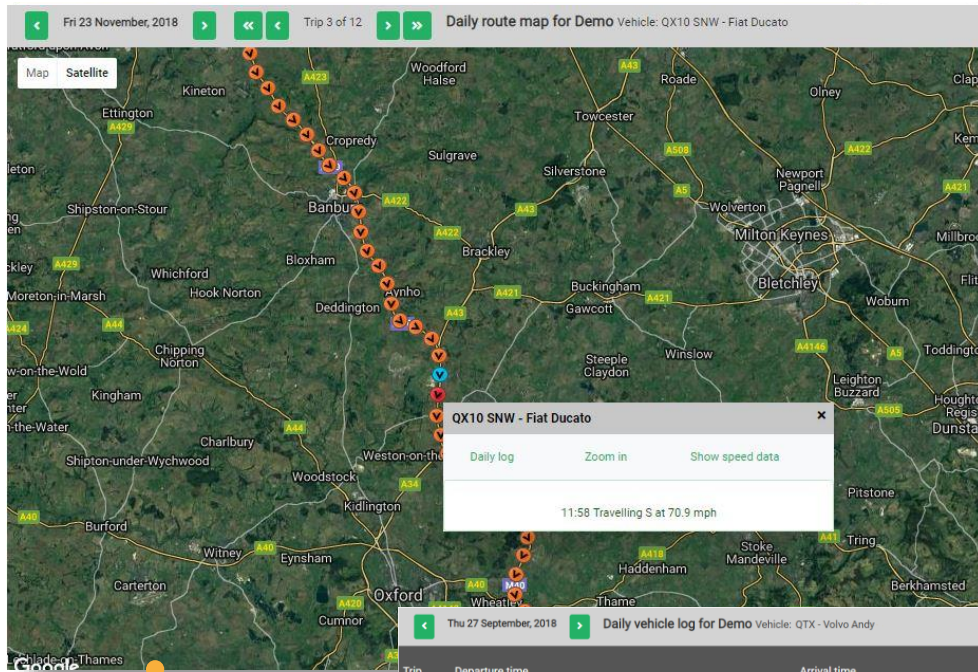 Fri 23 November, 2018
Trip 3 of 12
Daily route map for Demo Vehicle: QX10 SNW - Fiat Ducato
Map Satellite
A423
Woodford Halse
A43
Roade
Olney
Kineton
Ettington
A429
Towcester
Cropredy
Sulgrave
A508
A422
Silverstone
Newport Pagnell
A421
A5
Shipston-on-Stour
A422
Wolverton
A43
A422
Milton Keynes
Bloxham
Brackley
A429
Whichford
Hook Norton
Bletchley
Moreton-in-Marsh
Deddington
A421
Buckingham
A421
Gawcott
Woburn
A43
A44
Chipping Norton
Winslow
A4146
A5
Steeple Claydon
Kingham
Leighton Buzzard
A505
QX10 SNW - Fiat Ducato ×
Daily log Zoom in Show speed data
11:58 Travelling S at 70.9 mph
A44
Charlbury
Shipton-under-Wychwood
Woodstock
A34
Kidlington
Pitstone
A40
Burford
Witney
A40
Eynsham
A418
Haddenham
Stoke Mandeville
A41
Tring
Carterton
Oxford
A40
M40
Thame
Berkhamsted
A420
Cumnor
Google
Thu 27 September, 2018
Daily vehicle log for Demo Vehicle: QTX - Volvo Andy
Trip Departure time Arrival time